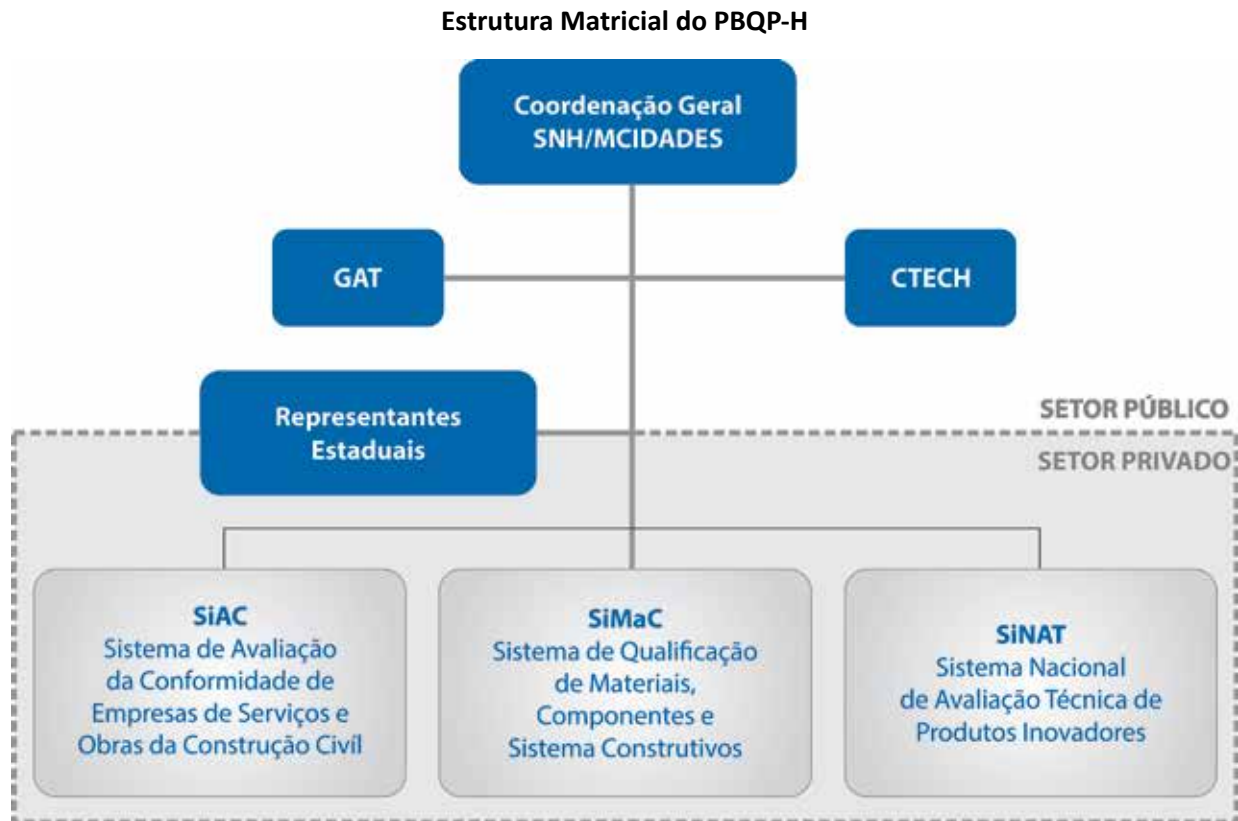 Estrutura Matricial do PBQP-H
Coordenação Geral
SNH/MCIDADES
GAT
CTECH
Representantes
Estaduais
SETOR PÚBLICO
SETOR PRIVADO
SiAC
Sistema de Avaliação
da Conformidade de
Empresas de Serviços e
Obras da Construção Civíl
SiMaC
Sistema de Qualificação
de Materiais,
Componentes e
Sistema Construtivos
SiNAT
Sistema Nacional
de Avaliação Técnica de
Produtos Inovadores